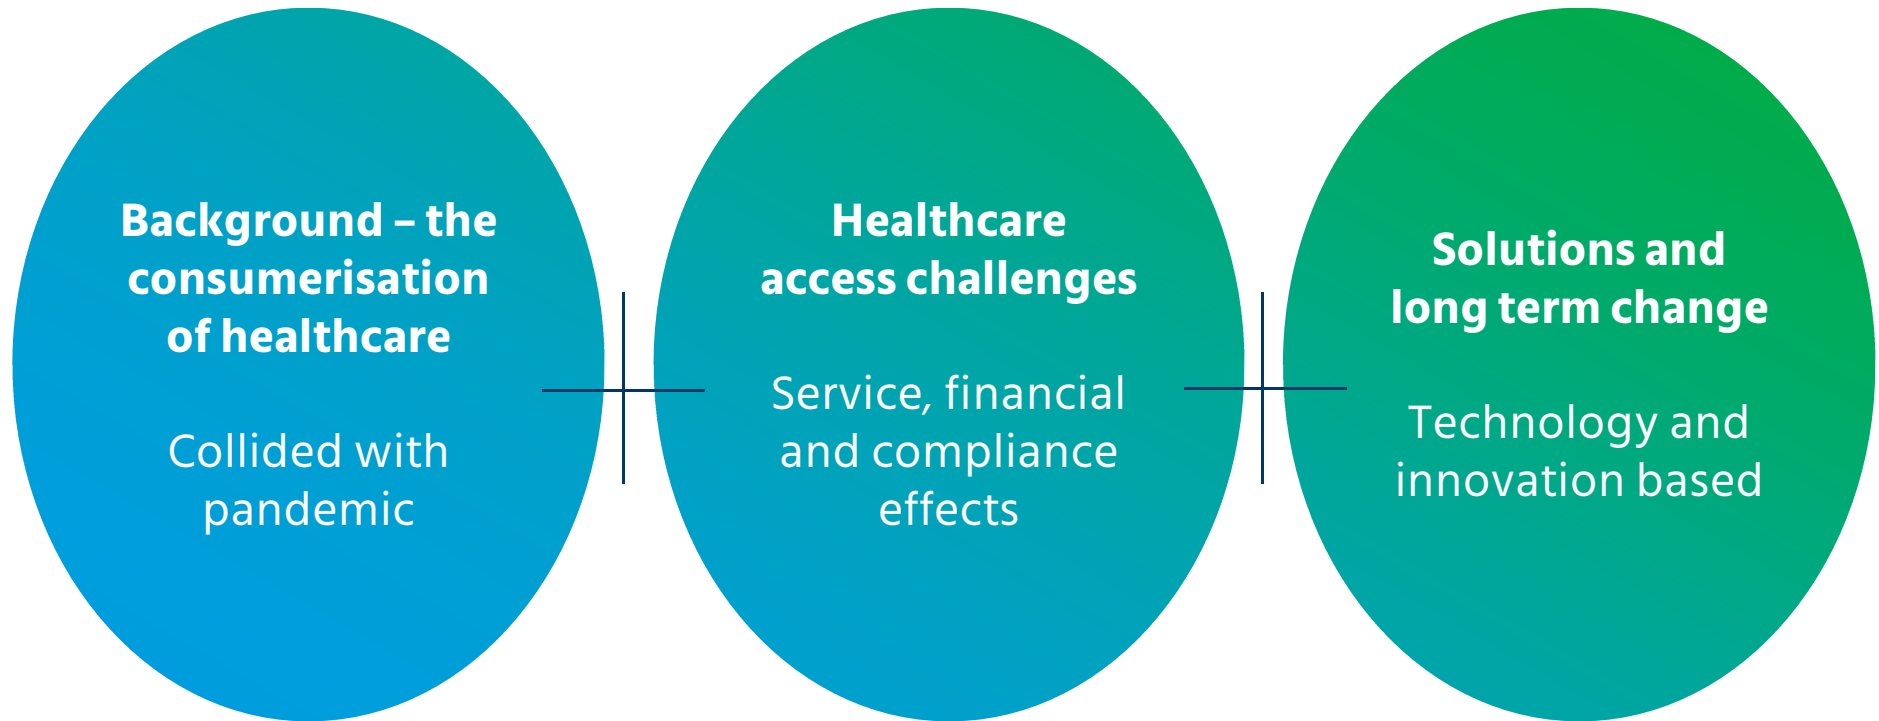 Background – the
consumerisation
of healthcare
Collided with
pandemic
Healthcare
access challenges
Service, financial
and compliance
effects
Solutions and
long term change
Technology and
innovation based